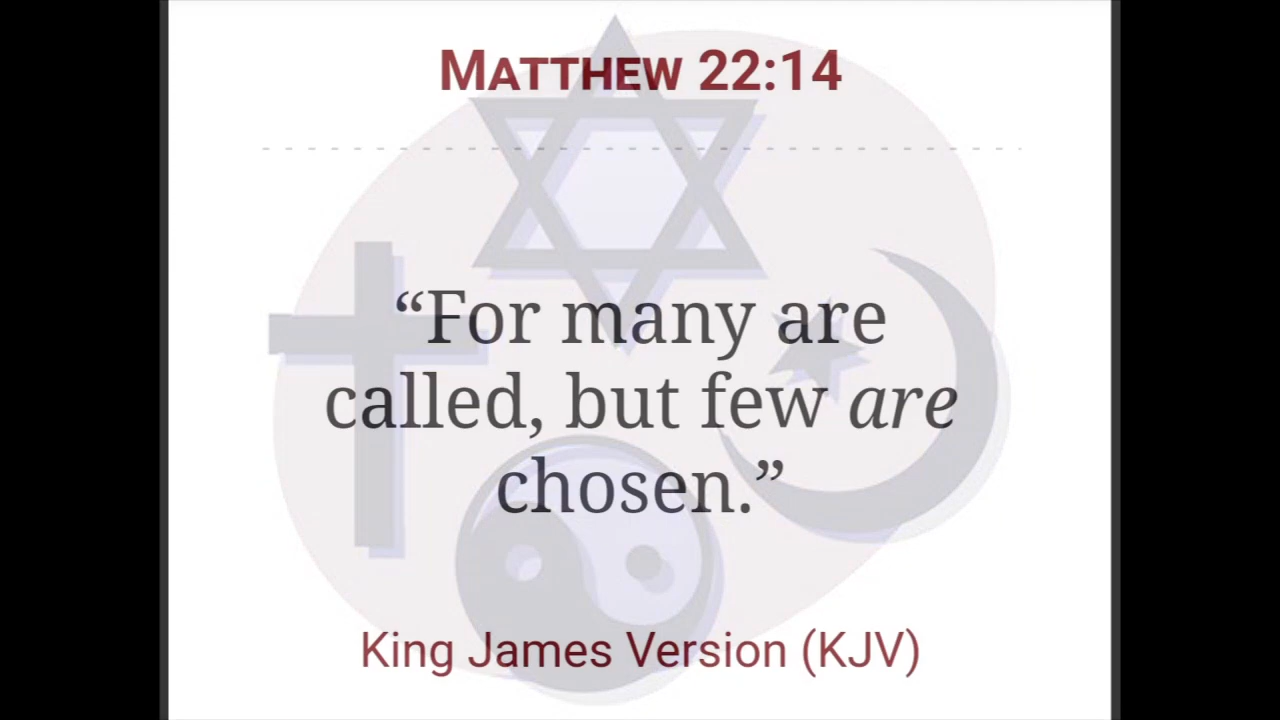 MATTHEW 22:14
“For many are
called, but few are
chosen.”
King James Version (KJV)